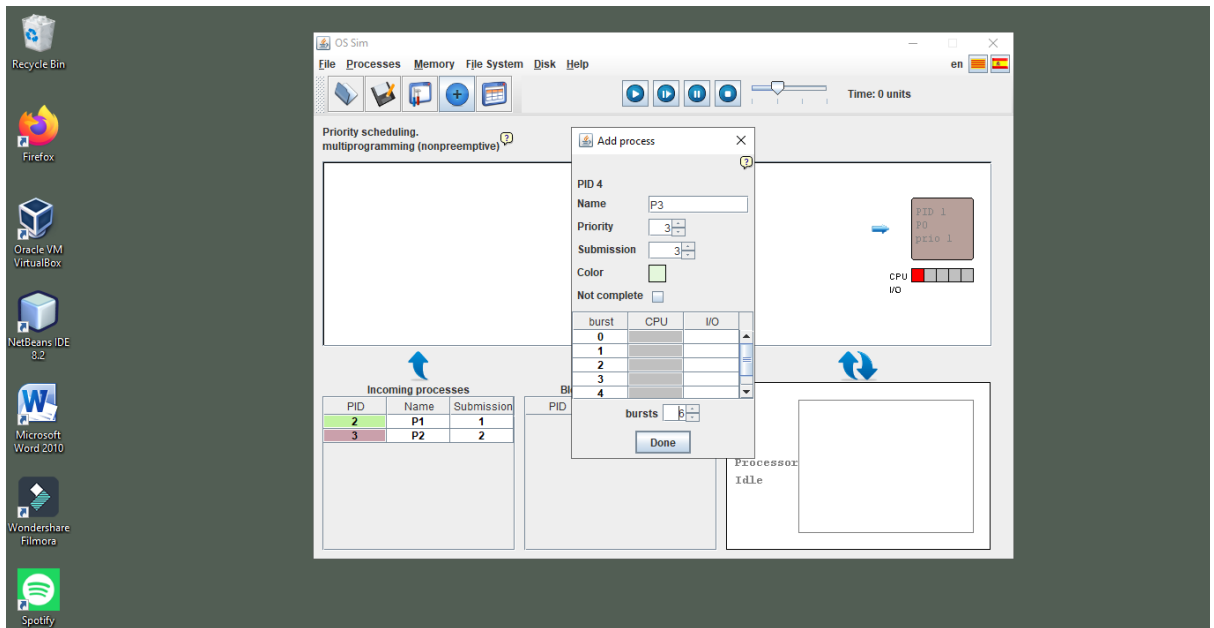 Recycle Bin
Firefox
Oracle VM
VirtualBox
NetBeans IDE
8.2
Microsoft
Word 2010
Wondershare
Filmora
Spotify
OS Sim
File Processes Memory File System Disk Help
en
Time: 0 units
Priority scheduling.
multiprogramming (nonpreemptive)
?
Add process
?
PID 4
Name P3
Priority 3
Submission 3
Color
Not complete
burst CPU I/O
0
1
2
3
4
bursts 6
Done
PID 1
P0
prio 1
CPU
I/O
Incoming processes
PID Name Submission
2 P1 1
3 P2 2
Bl
PID
Processor
Idle